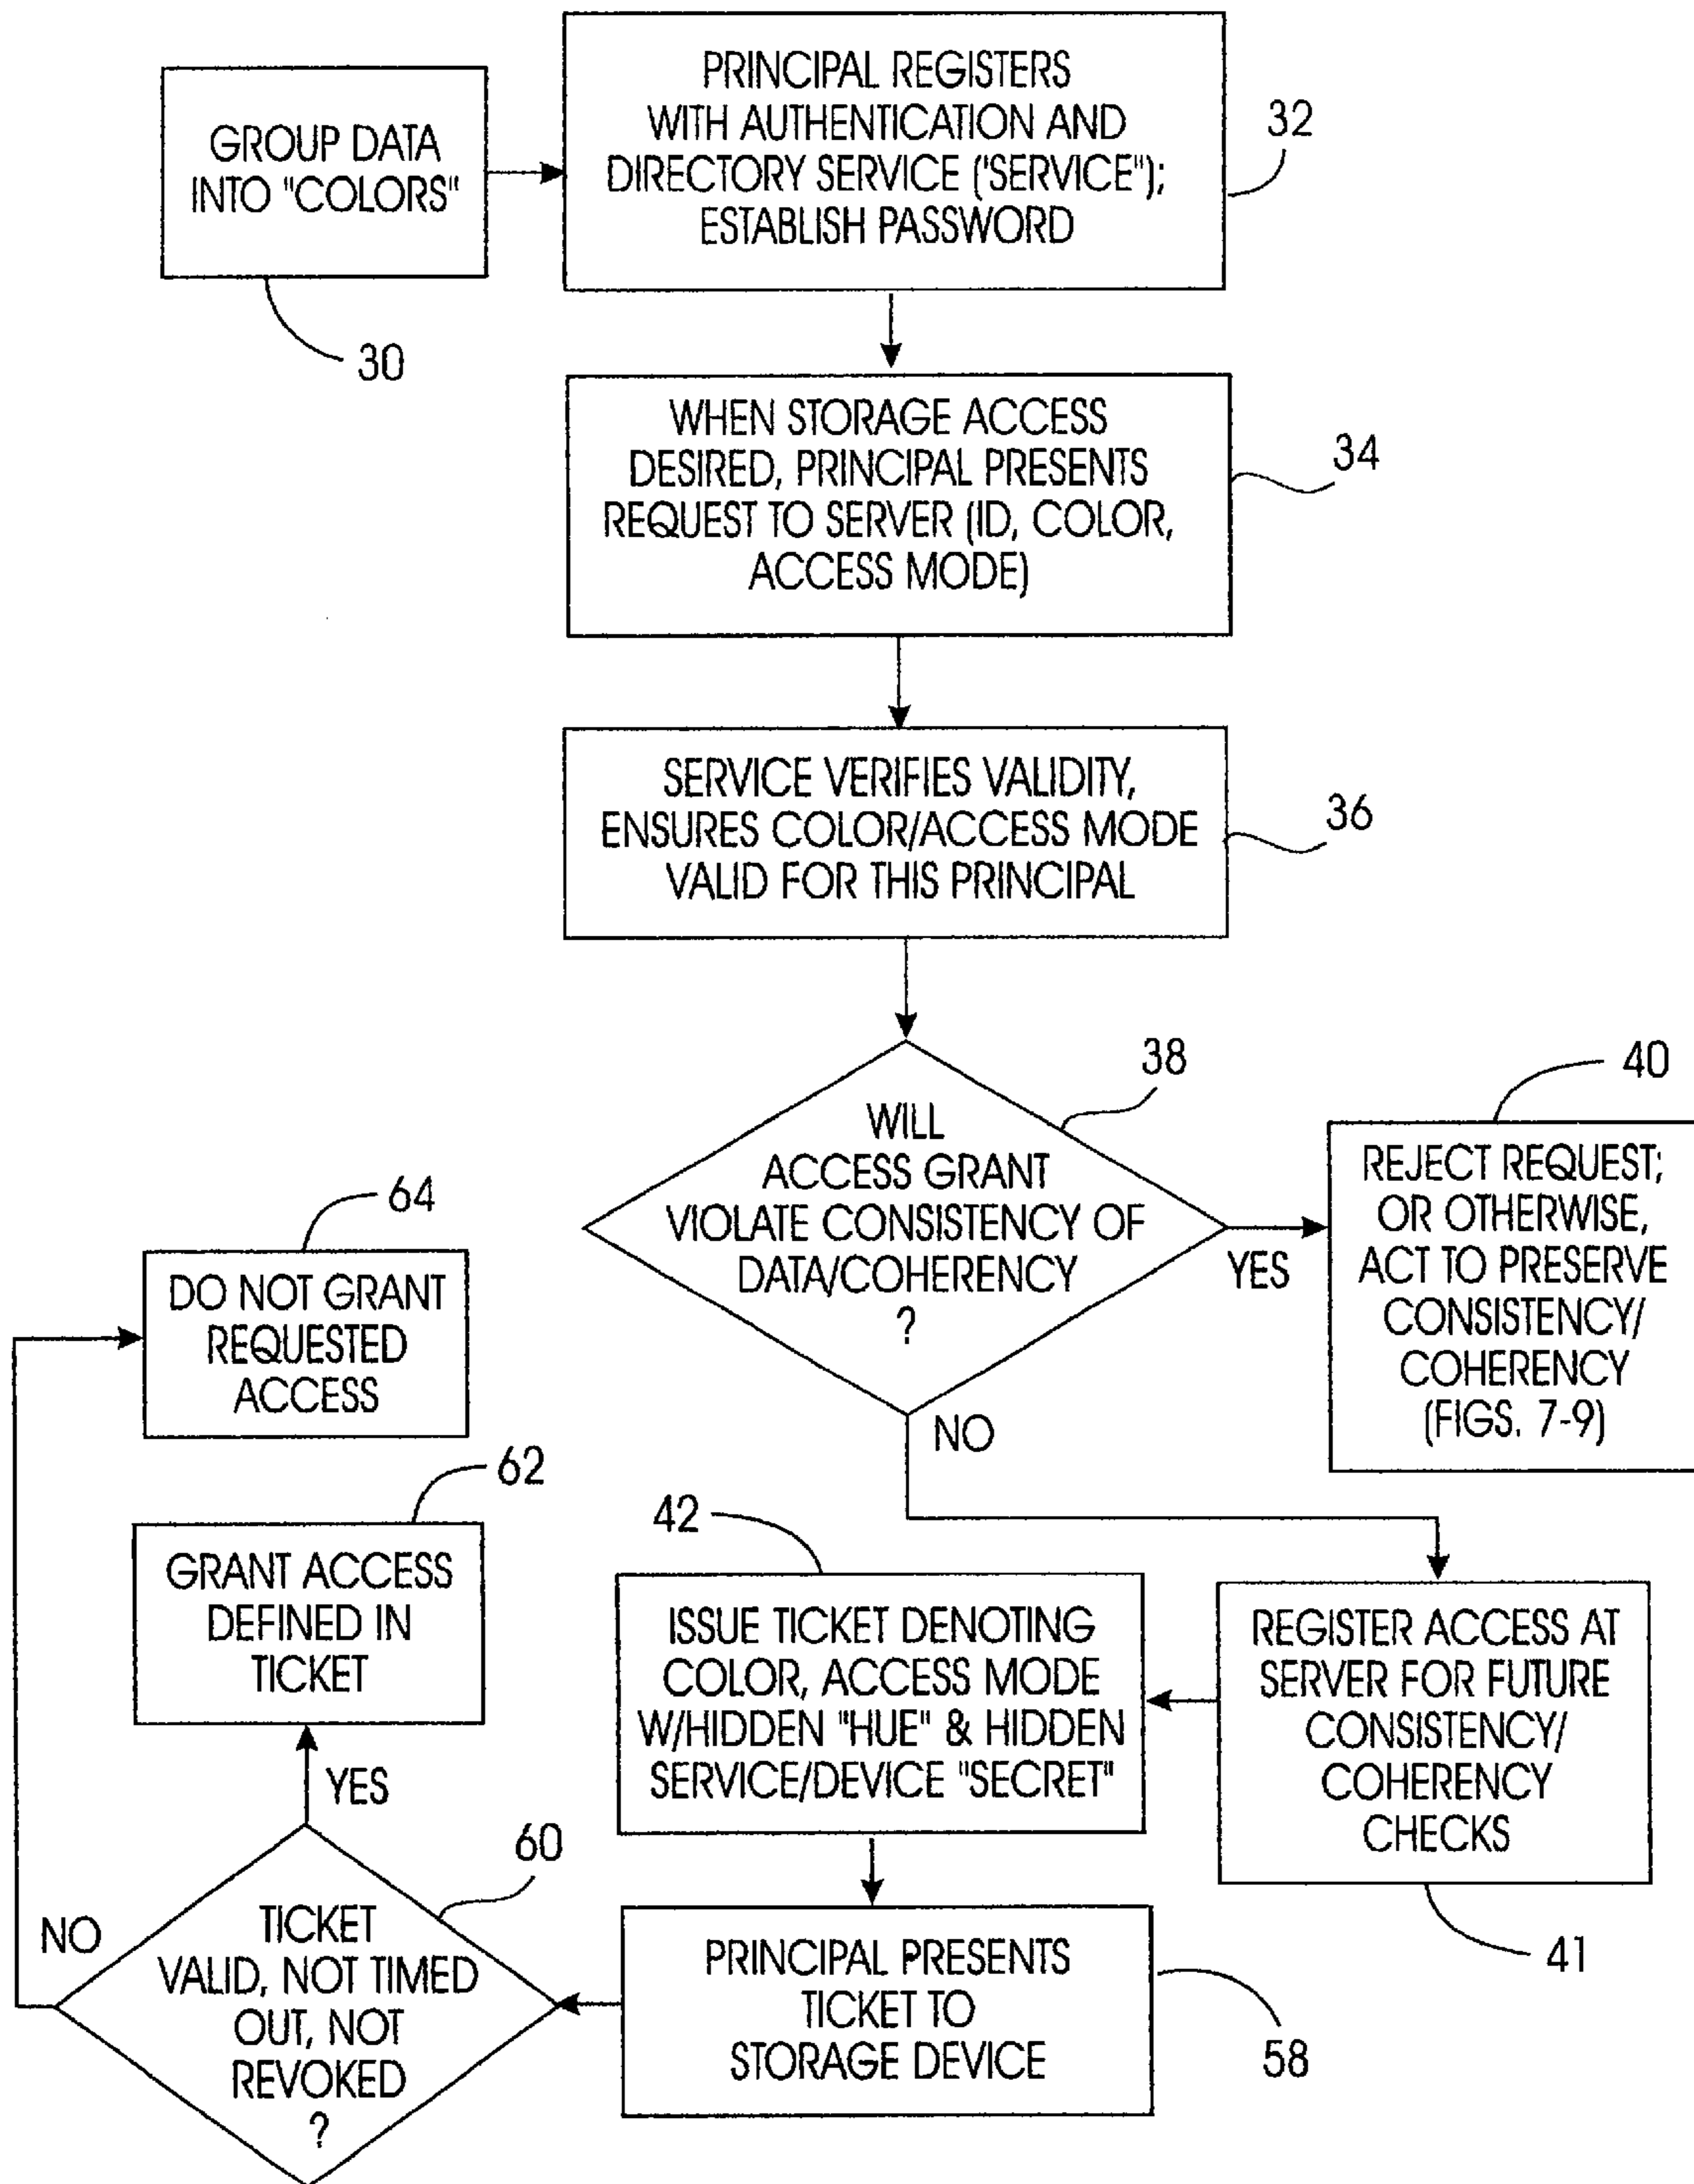 GROUP DATA
INTO "COLORS"
30
PRINCIPAL REGISTERS
WITH AUTHENTICATION AND
DIRECTORY SERVICE ('SERVICE");
ESTABLISH PASSWORD
32
WHEN STORAGE ACCESS
DESIRED, PRINCIPAL PRESENTS
REQUEST TO SERVER (ID, COLOR,
ACCESS MODE)
34
SERVICE VERIFIES VALIDITY,
ENSURES COLOR/ACCESS MODE
VALID FOR THIS PRINCIPAL
36
WILL
ACCESS GRANT
VIOLATE CONSISTENCY OF
DATA/COHERENCY
?
38
YES
NO
40
REJECT REQUEST;
OR OTHERWISE,
ACT TO PRESERVE
CONSISTENCY/
COHERENCY
(FIGS. 7-9)
REGISTER ACCESS AT
SERVER FOR FUTURE
CONSISTENCY/
COHERENCY
CHECKS
41
42
ISSUE TICKET DENOTING
COLOR, ACCESS MODE
W/HIDDEN "HUE" & HIDDEN
SERVICE/DEVICE "SECRET"
PRINCIPAL PRESENTS
TICKET TO
STORAGE DEVICE
58
60
TICKET
VALID, NOT TIMED
OUT, NOT
REVOKED
?
YES
NO
62
GRANT ACCESS
DEFINED IN
TICKET
64
DO NOT GRANT
REQUESTED
ACCESS